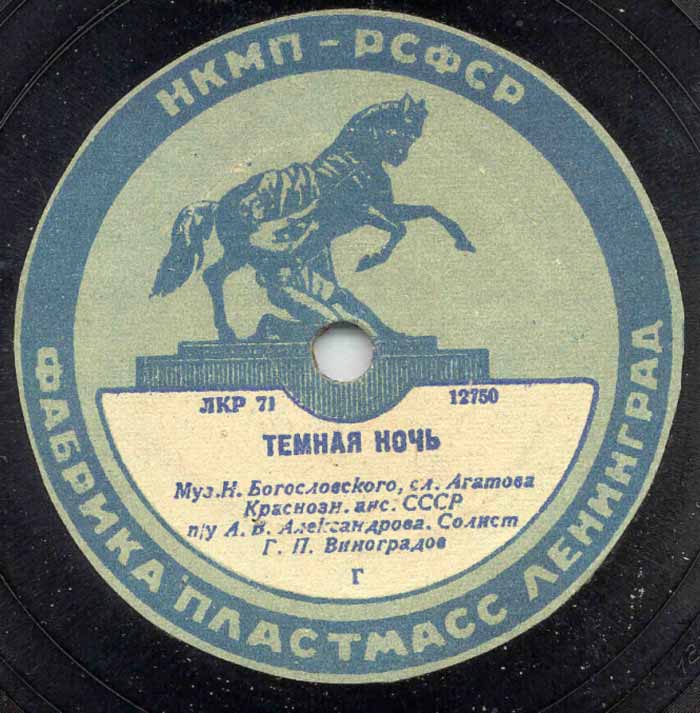 НКМП - РСФСР
ЛКР 71 12750
ТЕМНАЯ НОЧЬ
Муз. Н. Богословского, сл. Агатова
Краснозн. анс. СССР
п/у А. В. Александрова. Солист
Г. П. Виноградов
Г
ФАБРИКА ПЛАСТМАСС ЛЕНИНГРАД